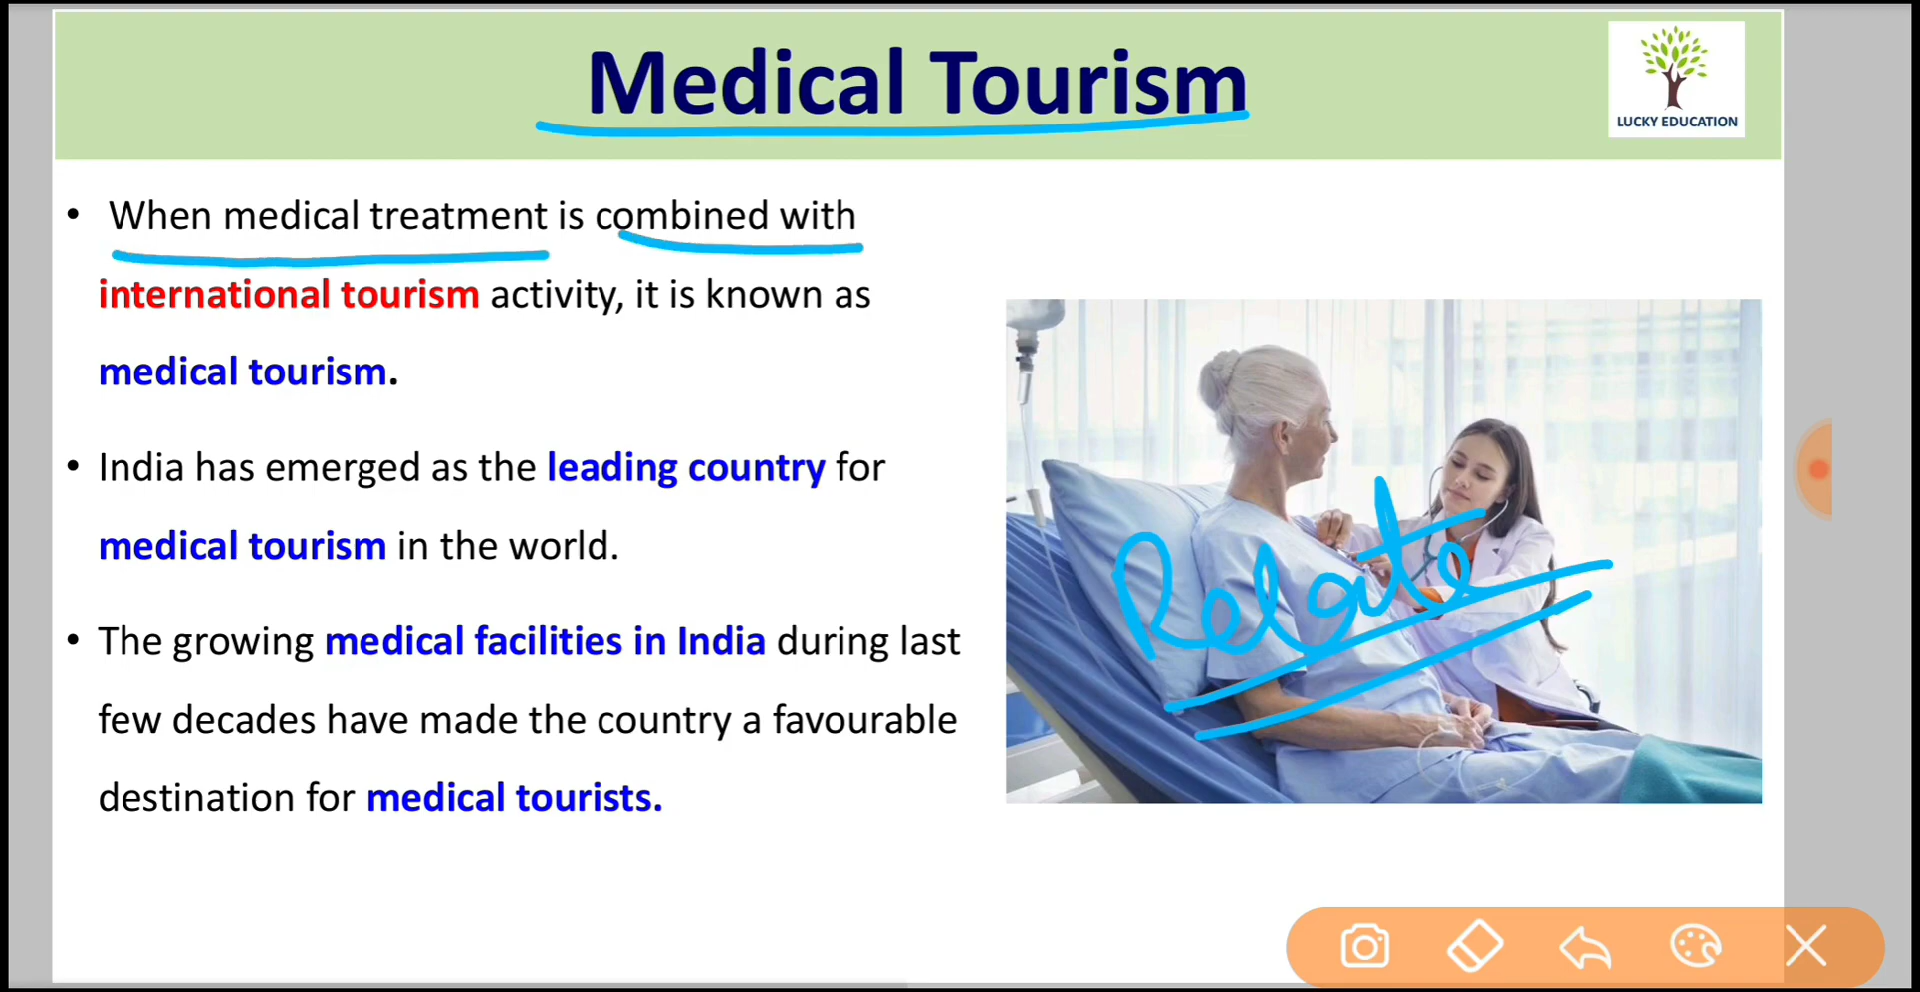 Medical Tourism
LUCKY EDUCATION
• When medical treatment is combined with
international tourism activity, it is known as
medical tourism.
• India has emerged as the leading country for
medical tourism in the world.
• The growing medical facilities in India during last
few decades have made the country a favourable
destination for medical tourists.
Relate